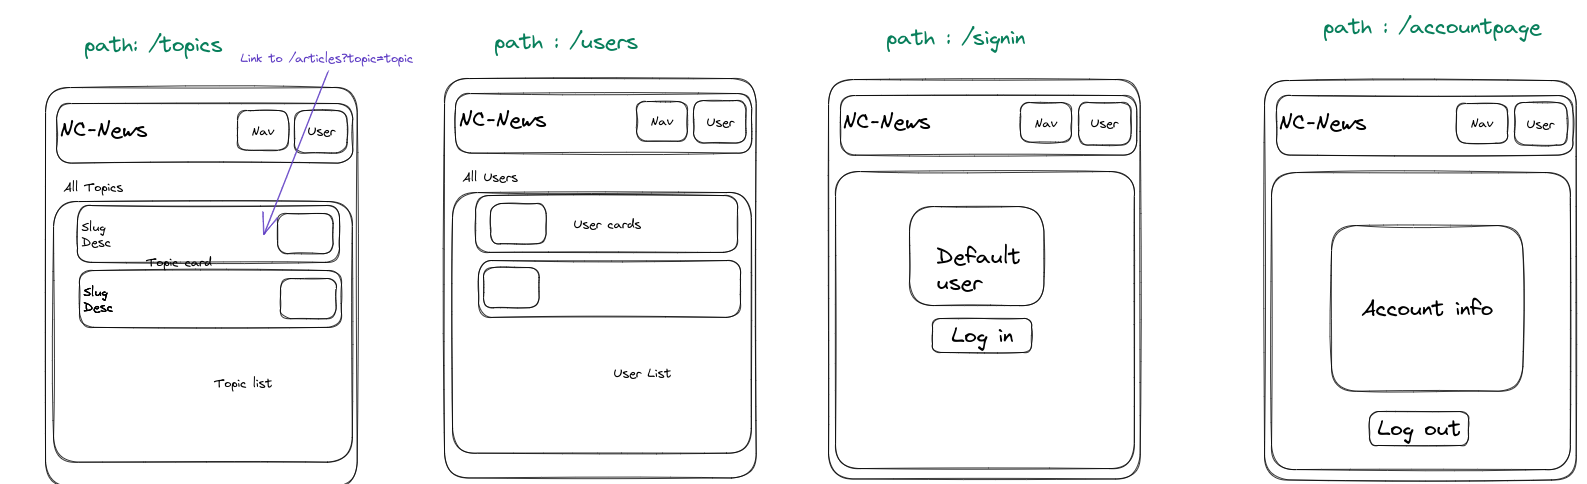 path: /topics
Link to /articles?topic=topic
NC-News
Nav
User
All Topics
Slug
Desc
Topic card
Slug
Desc
Topic list
path : /users
NC-News
Nav
User
All Users
User cards
User List
path : /signin
NC-News
Nav
User
Default
user
Log in
path : /accountpage
NC-News
Nav
User
Account info
Log out